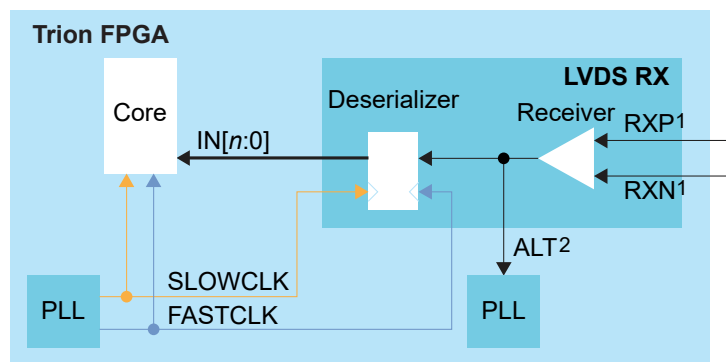 Trion FPGA
LVDS RX
Deserializer
Core
Receiver
RXP1
IN[n:0]
RXN1
ALT2
SLOWCLK
PLL
PLL
FASTCLK